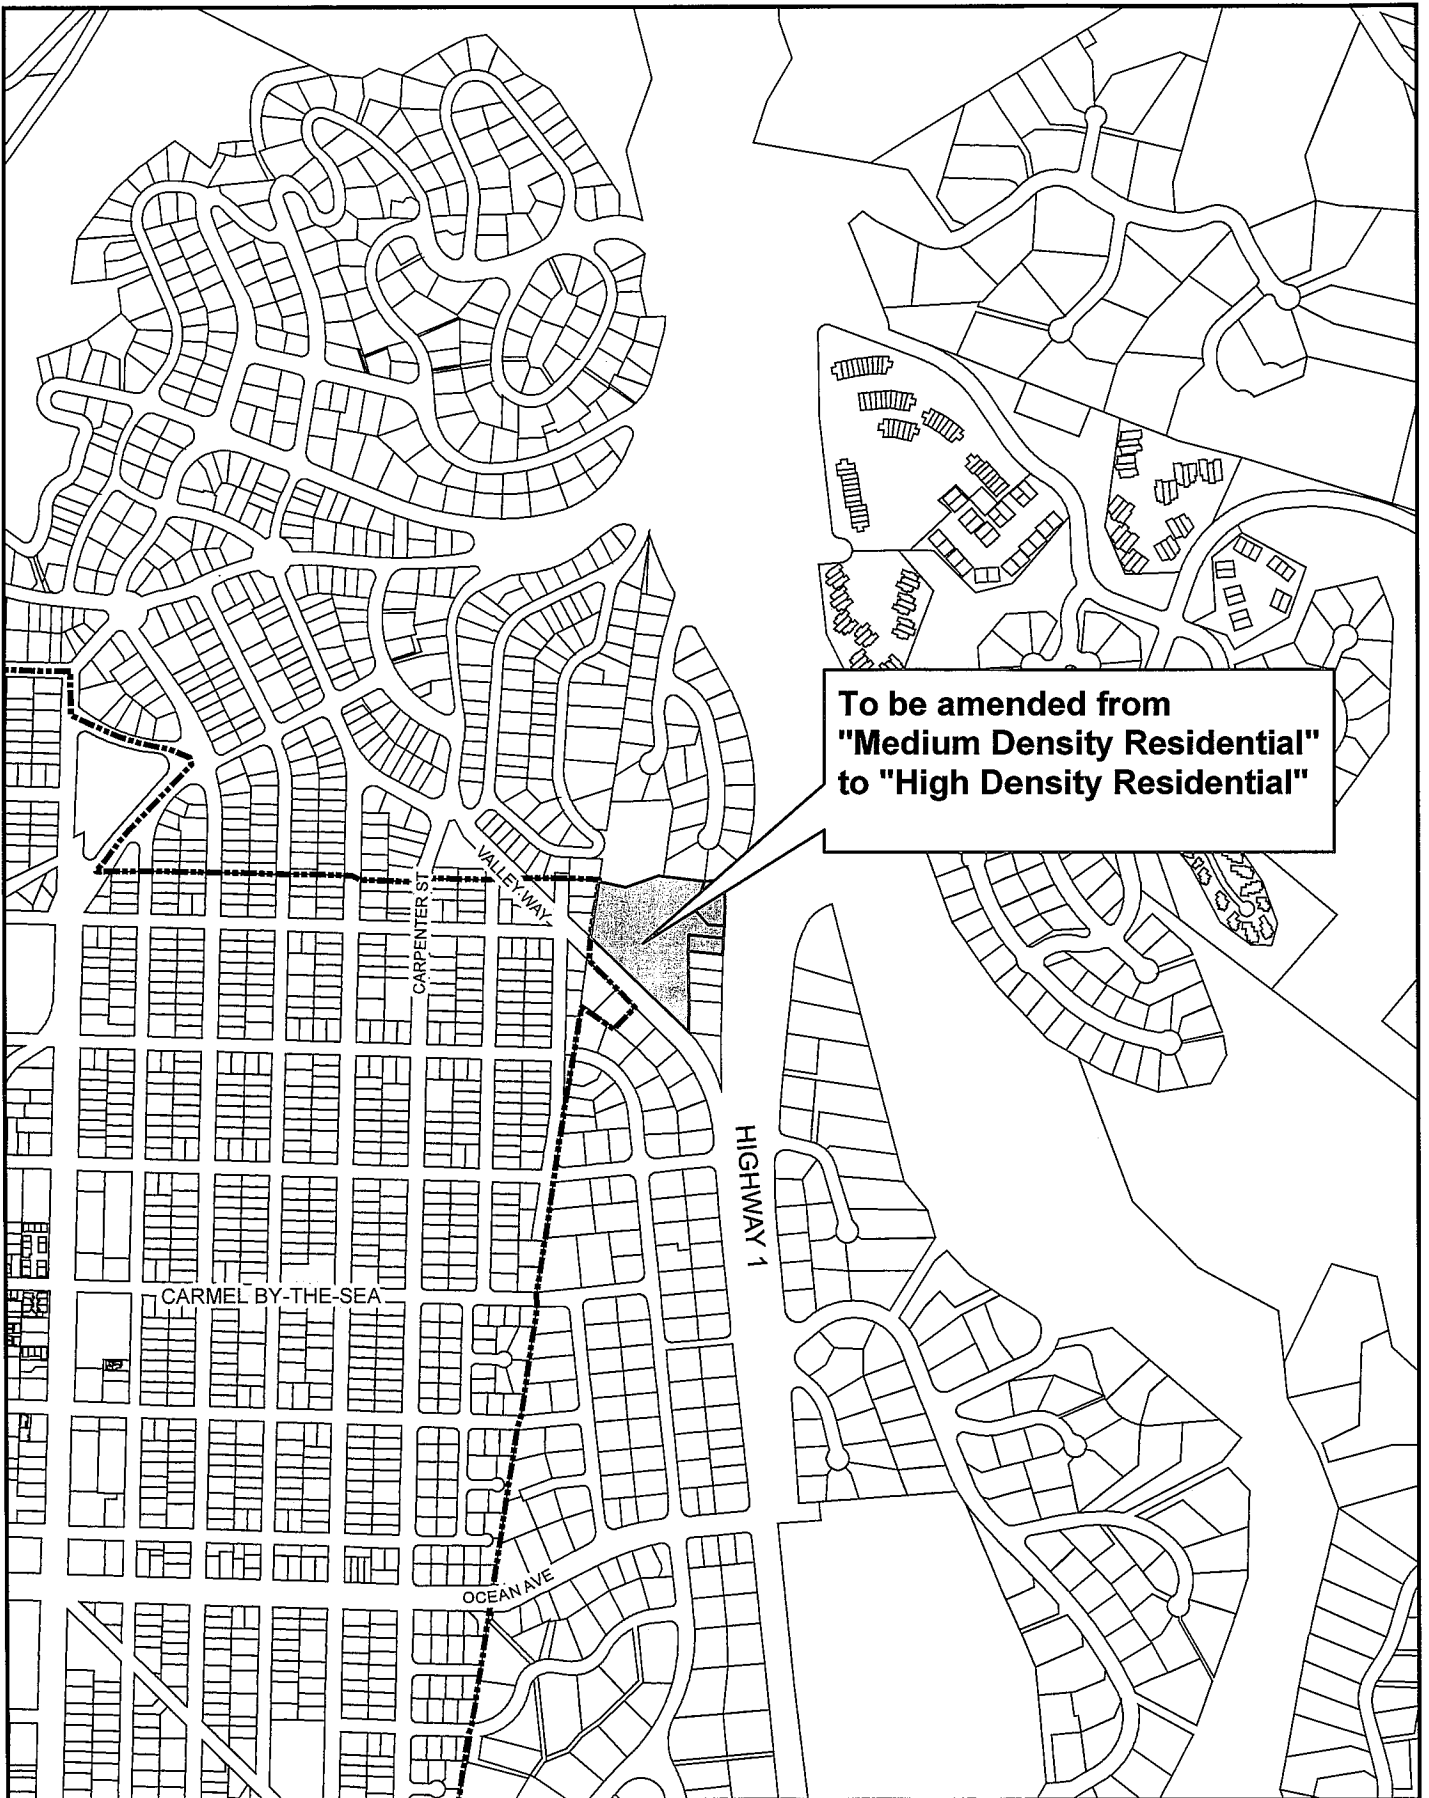 To be amended from
"Medium Density Residential"
to "High Density Residential"
VALLEY WAY
CARPENTER ST
HIGHWAY 1
CARMEL BY-THE-SEA
OCEAN AVE